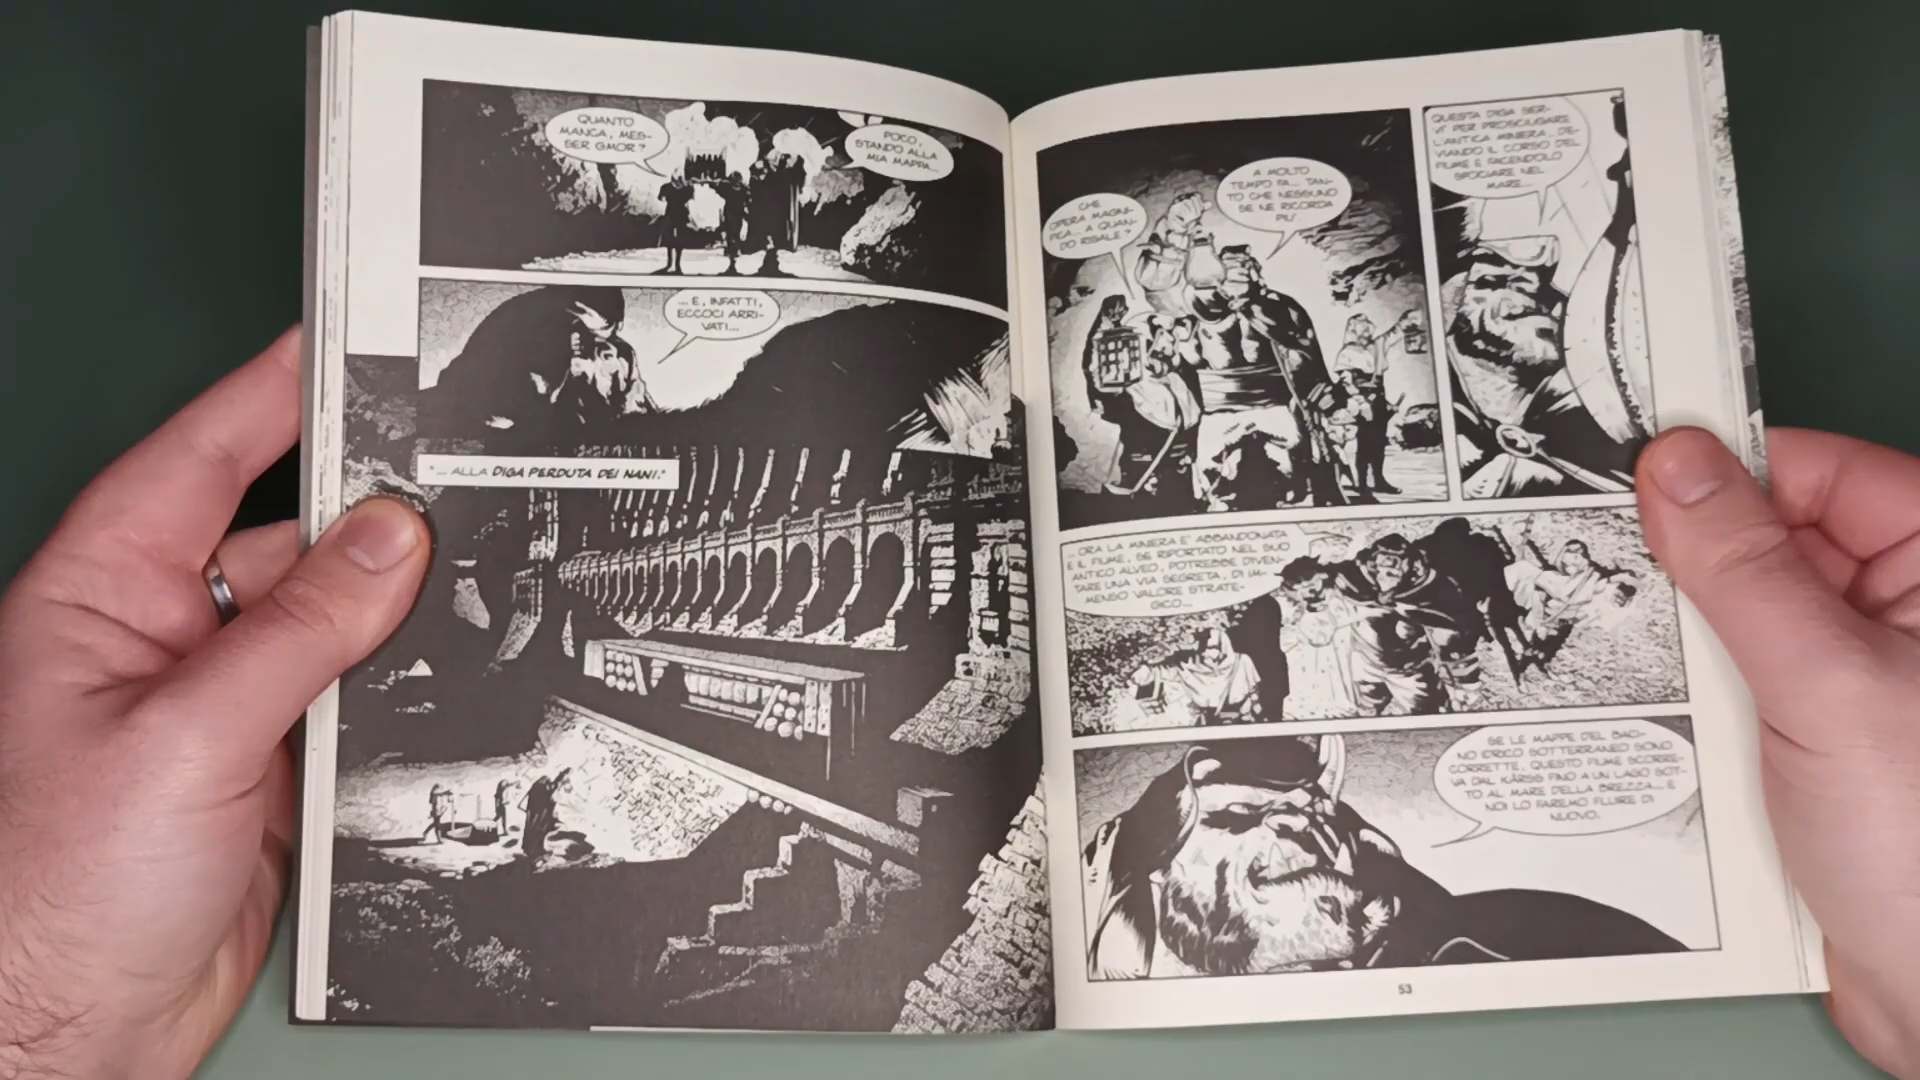 QUANTO
MANCA, MES-
SER GMOR?
POCO,
STANDO ALLA
MIA MAPPA...
... E, INFATTI,
ECCOCI ARRI-
VATI...
"... ALLA DIGA PERDUTA DEI NANI."
CHE
OPERA MAGNI-
FICA... A QUAN-
DO RISALE?
A MOLTO
TEMPO FA... TAN-
TO CHE NESSUNO
SE NE RICORDA
PIU'
QUESTA DIGA SER-
VI' PER PROSCIUGARE
L'ANTICA MINIERA, DE-
VIANDO IL CORSO DEL
FIUME E FACENDOLO
SFOCIARE NEL
MARE...
... ORA LA MINIERA E' ABBANDONATA
E IL FIUME, SE RIPORTATO NEL SUO
ANTICO ALVEO, POTREBBE DIVEN-
TARE UNA VIA SEGRETA, DI IM-
MENSO VALORE STRATE-
GICO...
SE LE MAPPE DEL BACI-
NO IDRICO SOTTERRANEO SONO
CORRETTE, QUESTO FIUME SCORRE-
VA DAL KÀRSS FINO A UN LAGO SOT-
TO AL MARE DELLA BREZZA... E
NOI LO FAREMO FLUIRE DI
NUOVO.
53